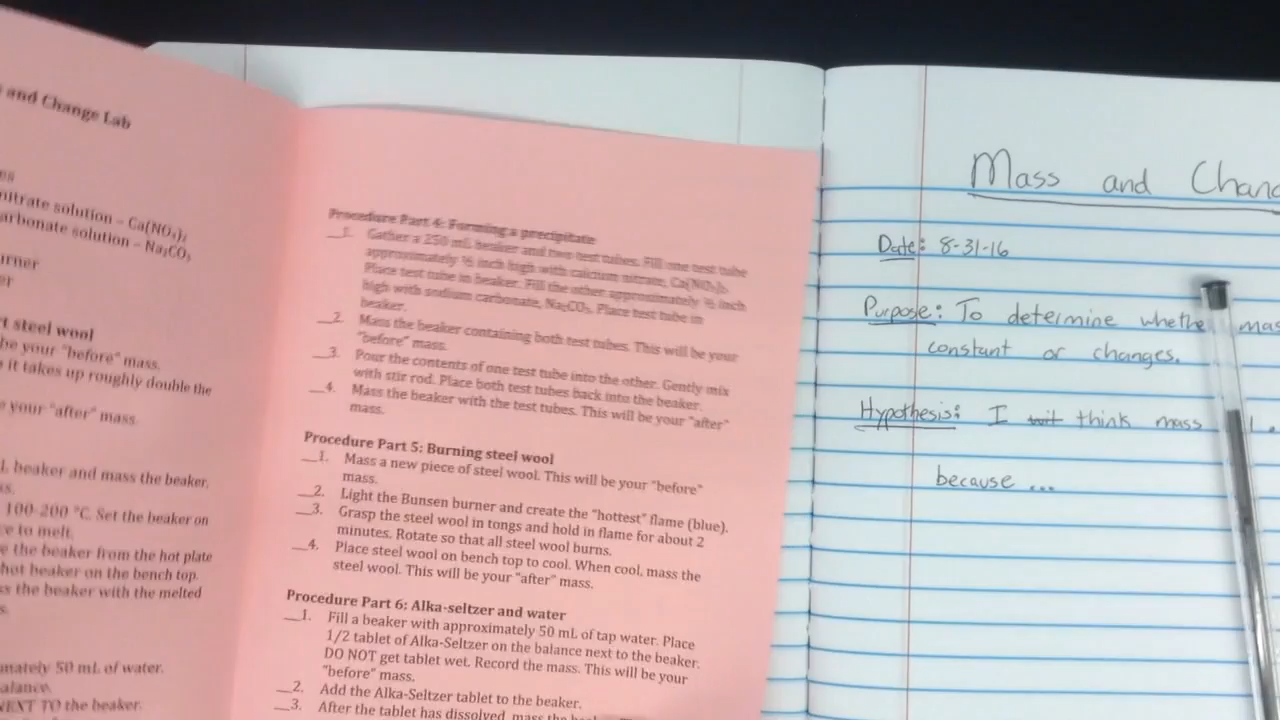 and Change Lab
nitrate solution – Ca(NO₃)₂
carbonate solution – Na₂CO₃
steel wool
be your "before" mass.
it takes up roughly double the
your "after" mass.
beaker and mass the beaker.
100-200 °C. Set the beaker on
to melt.
the beaker from the hot plate
hot beaker on the bench top.
the beaker with the melted
50 mL of water.
NEXT TO the beaker.
Procedure Part 4: Forming a precipitate
__1. Gather a 250 mL beaker and two test tubes. Fill one test tube
approximately ½ inch high with calcium nitrate, Ca(NO₃)₂.
Place test tube in beaker. Fill the other approximately ½ inch
high with sodium carbonate, Na₂CO₃. Place test tube in
beaker.
__2. Mass the beaker containing both test tubes. This will be your
"before" mass.
__3. Pour the contents of one test tube into the other. Gently mix
with stir rod. Place both test tubes back into the beaker.
__4. Mass the beaker with the test tubes. This will be your "after"
mass.
Procedure Part 5: Burning steel wool
__1. Mass a new piece of steel wool. This will be your "before"
mass.
__2. Light the Bunsen burner and create the "hottest" flame (blue).
__3. Grasp the steel wool in tongs and hold in flame for about 2
minutes. Rotate so that all steel wool burns.
__4. Place steel wool on bench top to cool. When cool, mass the
steel wool. This will be your "after" mass.
Procedure Part 6: Alka-seltzer and water
__1. Fill a beaker with approximately 50 mL of tap water. Place
1/2 tablet of Alka-Seltzer on the balance next to the beaker.
DO NOT get tablet wet. Record the mass. This will be your
"before" mass.
__2. Add the Alka-Seltzer tablet to the beaker.
__3. After the tablet has dissolved, mass the
Mass and Chan
Date: 8-31-16
Purpose: To determine whethe mas
constant or changes.
Hypothesis: I think mass
because ...